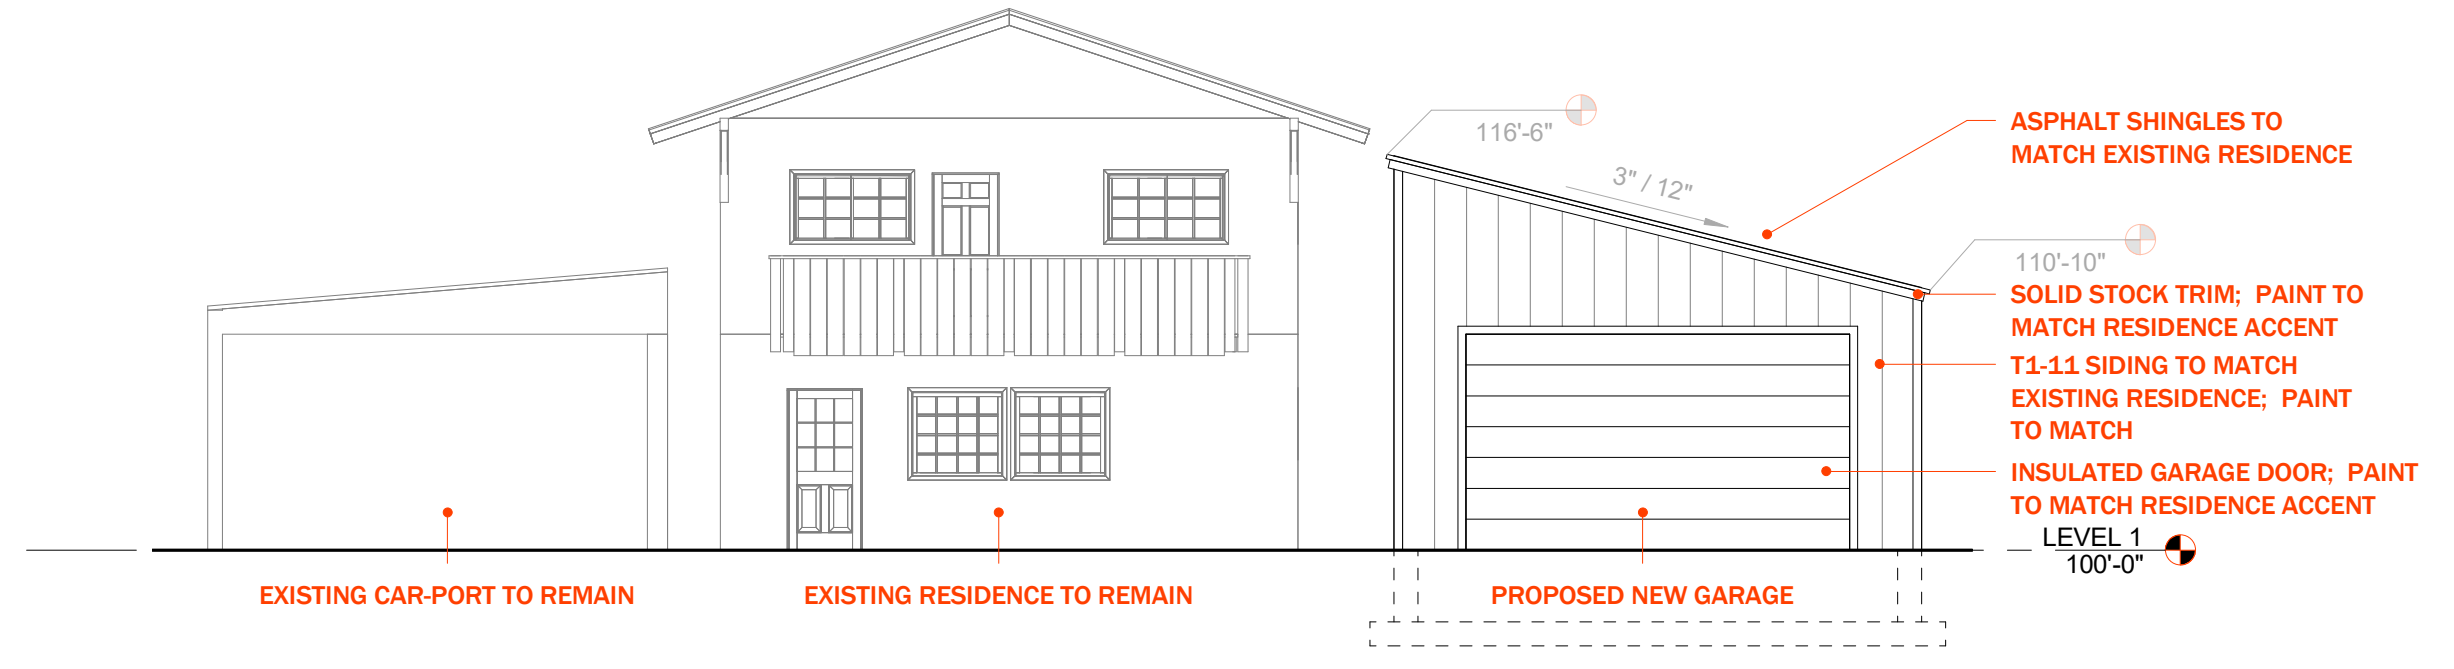 116'-6"
3" / 12"
ASPHALT SHINGLES TO
MATCH EXISTING RESIDENCE
110'-10"
SOLID STOCK TRIM;  PAINT TO
MATCH RESIDENCE ACCENT
T1-11 SIDING TO MATCH
EXISTING RESIDENCE;  PAINT
TO MATCH
INSULATED GARAGE DOOR;  PAINT
TO MATCH RESIDENCE ACCENT
LEVEL 1
100'-0"
EXISTING CAR-PORT TO REMAIN
EXISTING RESIDENCE TO REMAIN
PROPOSED NEW GARAGE